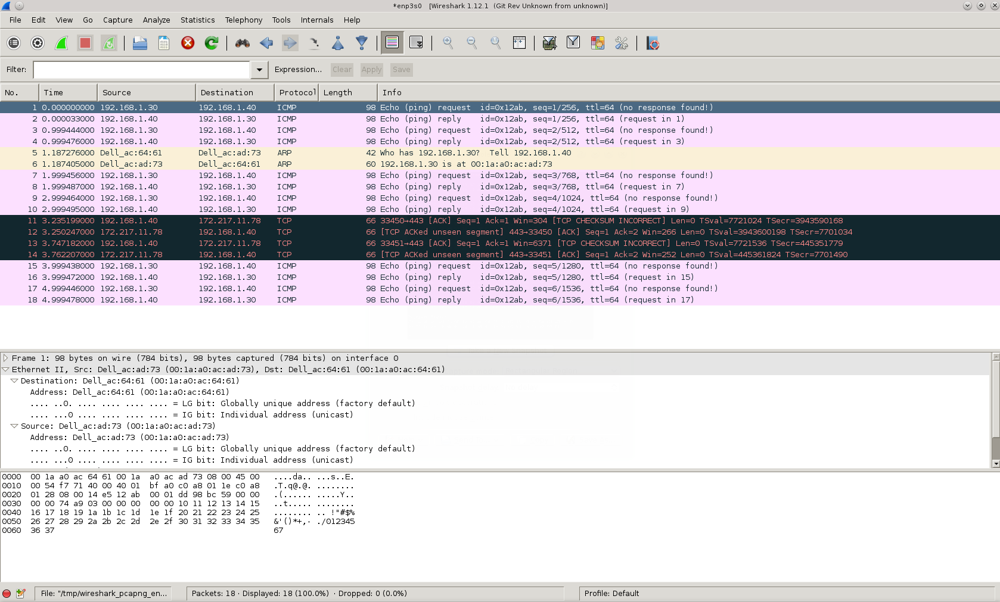 *enp3s0   [Wireshark 1.12.1  (Git Rev Unknown from unknown)]
File Edit View Go Capture Analyze Statistics Telephony Tools Internals Help
Filter: Expression... Clear Apply Save
No. Time Source Destination Protocol Length Info
1 0.000000000 192.168.1.30 192.168.1.40 ICMP 98 Echo (ping) request id=0x12ab, seq=1/256, ttl=64 (no response found!)
2 0.000033000 192.168.1.40 192.168.1.30 ICMP 98 Echo (ping) reply id=0x12ab, seq=1/256, ttl=64 (request in 1)
3 0.999444000 192.168.1.30 192.168.1.40 ICMP 98 Echo (ping) request id=0x12ab, seq=2/512, ttl=64 (no response found!)
4 0.999476000 192.168.1.40 192.168.1.30 ICMP 98 Echo (ping) reply id=0x12ab, seq=2/512, ttl=64 (request in 3)
5 1.187276000 Dell_ac:64:61 Dell_ac:ad:73 ARP 42 Who has 192.168.1.30? Tell 192.168.1.40
6 1.187405000 Dell_ac:ad:73 Dell_ac:64:61 ARP 60 192.168.1.30 is at 00:1a:a0:ac:ad:73
7 1.999456000 192.168.1.30 192.168.1.40 ICMP 98 Echo (ping) request id=0x12ab, seq=3/768, ttl=64 (no response found!)
8 1.999487000 192.168.1.40 192.168.1.30 ICMP 98 Echo (ping) reply id=0x12ab, seq=3/768, ttl=64 (request in 7)
9 2.999464000 192.168.1.30 192.168.1.40 ICMP 98 Echo (ping) request id=0x12ab, seq=4/1024, ttl=64 (no response found!)
10 2.999495000 192.168.1.40 192.168.1.30 ICMP 98 Echo (ping) reply id=0x12ab, seq=4/1024, ttl=64 (request in 9)
11 3.235199000 192.168.1.40 172.217.11.78 TCP 66 33450→443 [ACK] Seq=1 Ack=1 Win=304 [TCP CHECKSUM INCORRECT] Len=0 TSval=7721024 TSecr=3943590168
12 3.250247000 172.217.11.78 192.168.1.40 TCP 66 [TCP ACKed unseen segment] 443→33450 [ACK] Seq=1 Ack=2 Win=266 Len=0 TSval=3943600198 TSecr=7701034
13 3.747182000 192.168.1.40 172.217.11.78 TCP 66 33451→443 [ACK] Seq=1 Ack=1 Win=6371 [TCP CHECKSUM INCORRECT] Len=0 TSval=7721536 TSecr=445351779
14 3.762207000 172.217.11.78 192.168.1.40 TCP 66 [TCP ACKed unseen segment] 443→33451 [ACK] Seq=1 Ack=2 Win=252 Len=0 TSval=445361824 TSecr=7701490
15 3.999438000 192.168.1.30 192.168.1.40 ICMP 98 Echo (ping) request id=0x12ab, seq=5/1280, ttl=64 (no response found!)
16 3.999472000 192.168.1.40 192.168.1.30 ICMP 98 Echo (ping) reply id=0x12ab, seq=5/1280, ttl=64 (request in 15)
17 4.999446000 192.168.1.30 192.168.1.40 ICMP 98 Echo (ping) request id=0x12ab, seq=6/1536, ttl=64 (no response found!)
18 4.999478000 192.168.1.40 192.168.1.30 ICMP 98 Echo (ping) reply id=0x12ab, seq=6/1536, ttl=64 (request in 17)
Frame 1: 98 bytes on wire (784 bits), 98 bytes captured (784 bits) on interface 0
Ethernet II, Src: Dell_ac:ad:73 (00:1a:a0:ac:ad:73), Dst: Dell_ac:64:61 (00:1a:a0:ac:64:61)
Destination: Dell_ac:64:61 (00:1a:a0:ac:64:61)
Address: Dell_ac:64:61 (00:1a:a0:ac:64:61)
.... ..0. .... .... .... .... = LG bit: Globally unique address (factory default)
.... ...0 .... .... .... .... = IG bit: Individual address (unicast)
Source: Dell_ac:ad:73 (00:1a:a0:ac:ad:73)
Address: Dell_ac:ad:73 (00:1a:a0:ac:ad:73)
.... ..0. .... .... .... .... = LG bit: Globally unique address (factory default)
.... ...0 .... .... .... .... = IG bit: Individual address (unicast)
0000 00 1a a0 ac 64 61 00 1a a0 ac ad 73 08 00 45 00 ....da.. ...s..E.
0010 00 54 f7 71 40 00 40 01 bf a0 c0 a8 01 1e c0 a8 .T.q@.@. ........
0020 01 28 08 00 14 e5 12 ab 00 01 dd 98 bc 59 00 00 .(...... .....Y..
0030 00 00 74 a9 03 00 00 00 00 00 10 11 12 13 14 15 ..t..... ........
0040 16 17 18 19 1a 1b 1c 1d 1e 1f 20 21 22 23 24 25 ........ .. !"#$%
0050 26 27 28 29 2a 2b 2c 2d 2e 2f 30 31 32 33 34 35 &'()*+,- ./012345
0060 36 37 67
File: "/tmp/wireshark_pcapng_en... Packets: 18 · Displayed: 18 (100.0%) · Dropped: 0 (0.0%) Profile: Default